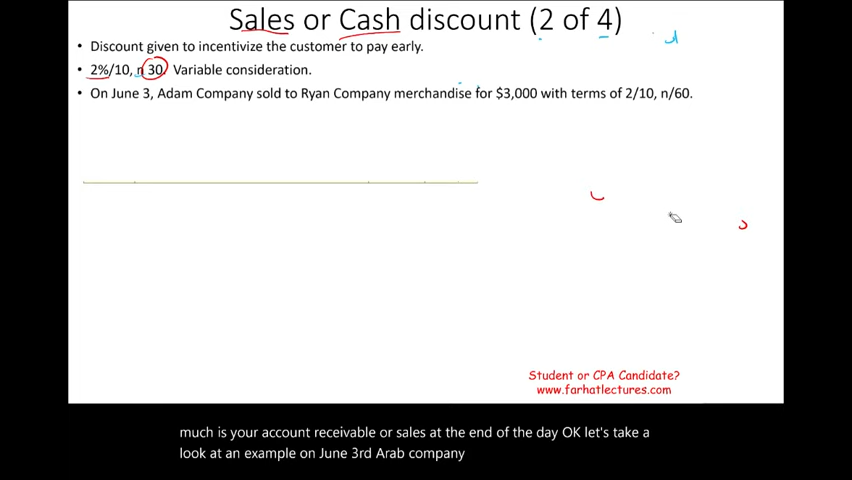 Sales or Cash discount (2 of 4)
• Discount given to incentivize the customer to pay early.
• 2%/10, n 30. Variable consideration.
• On June 3, Adam Company sold to Ryan Company merchandise for $3,000 with terms of 2/10, n/60.
Student or CPA Candidate?
www.farhatlectures.com
much is your account receivable or sales at the end of the day OK let's take a
look at an example on June 3rd Arab company